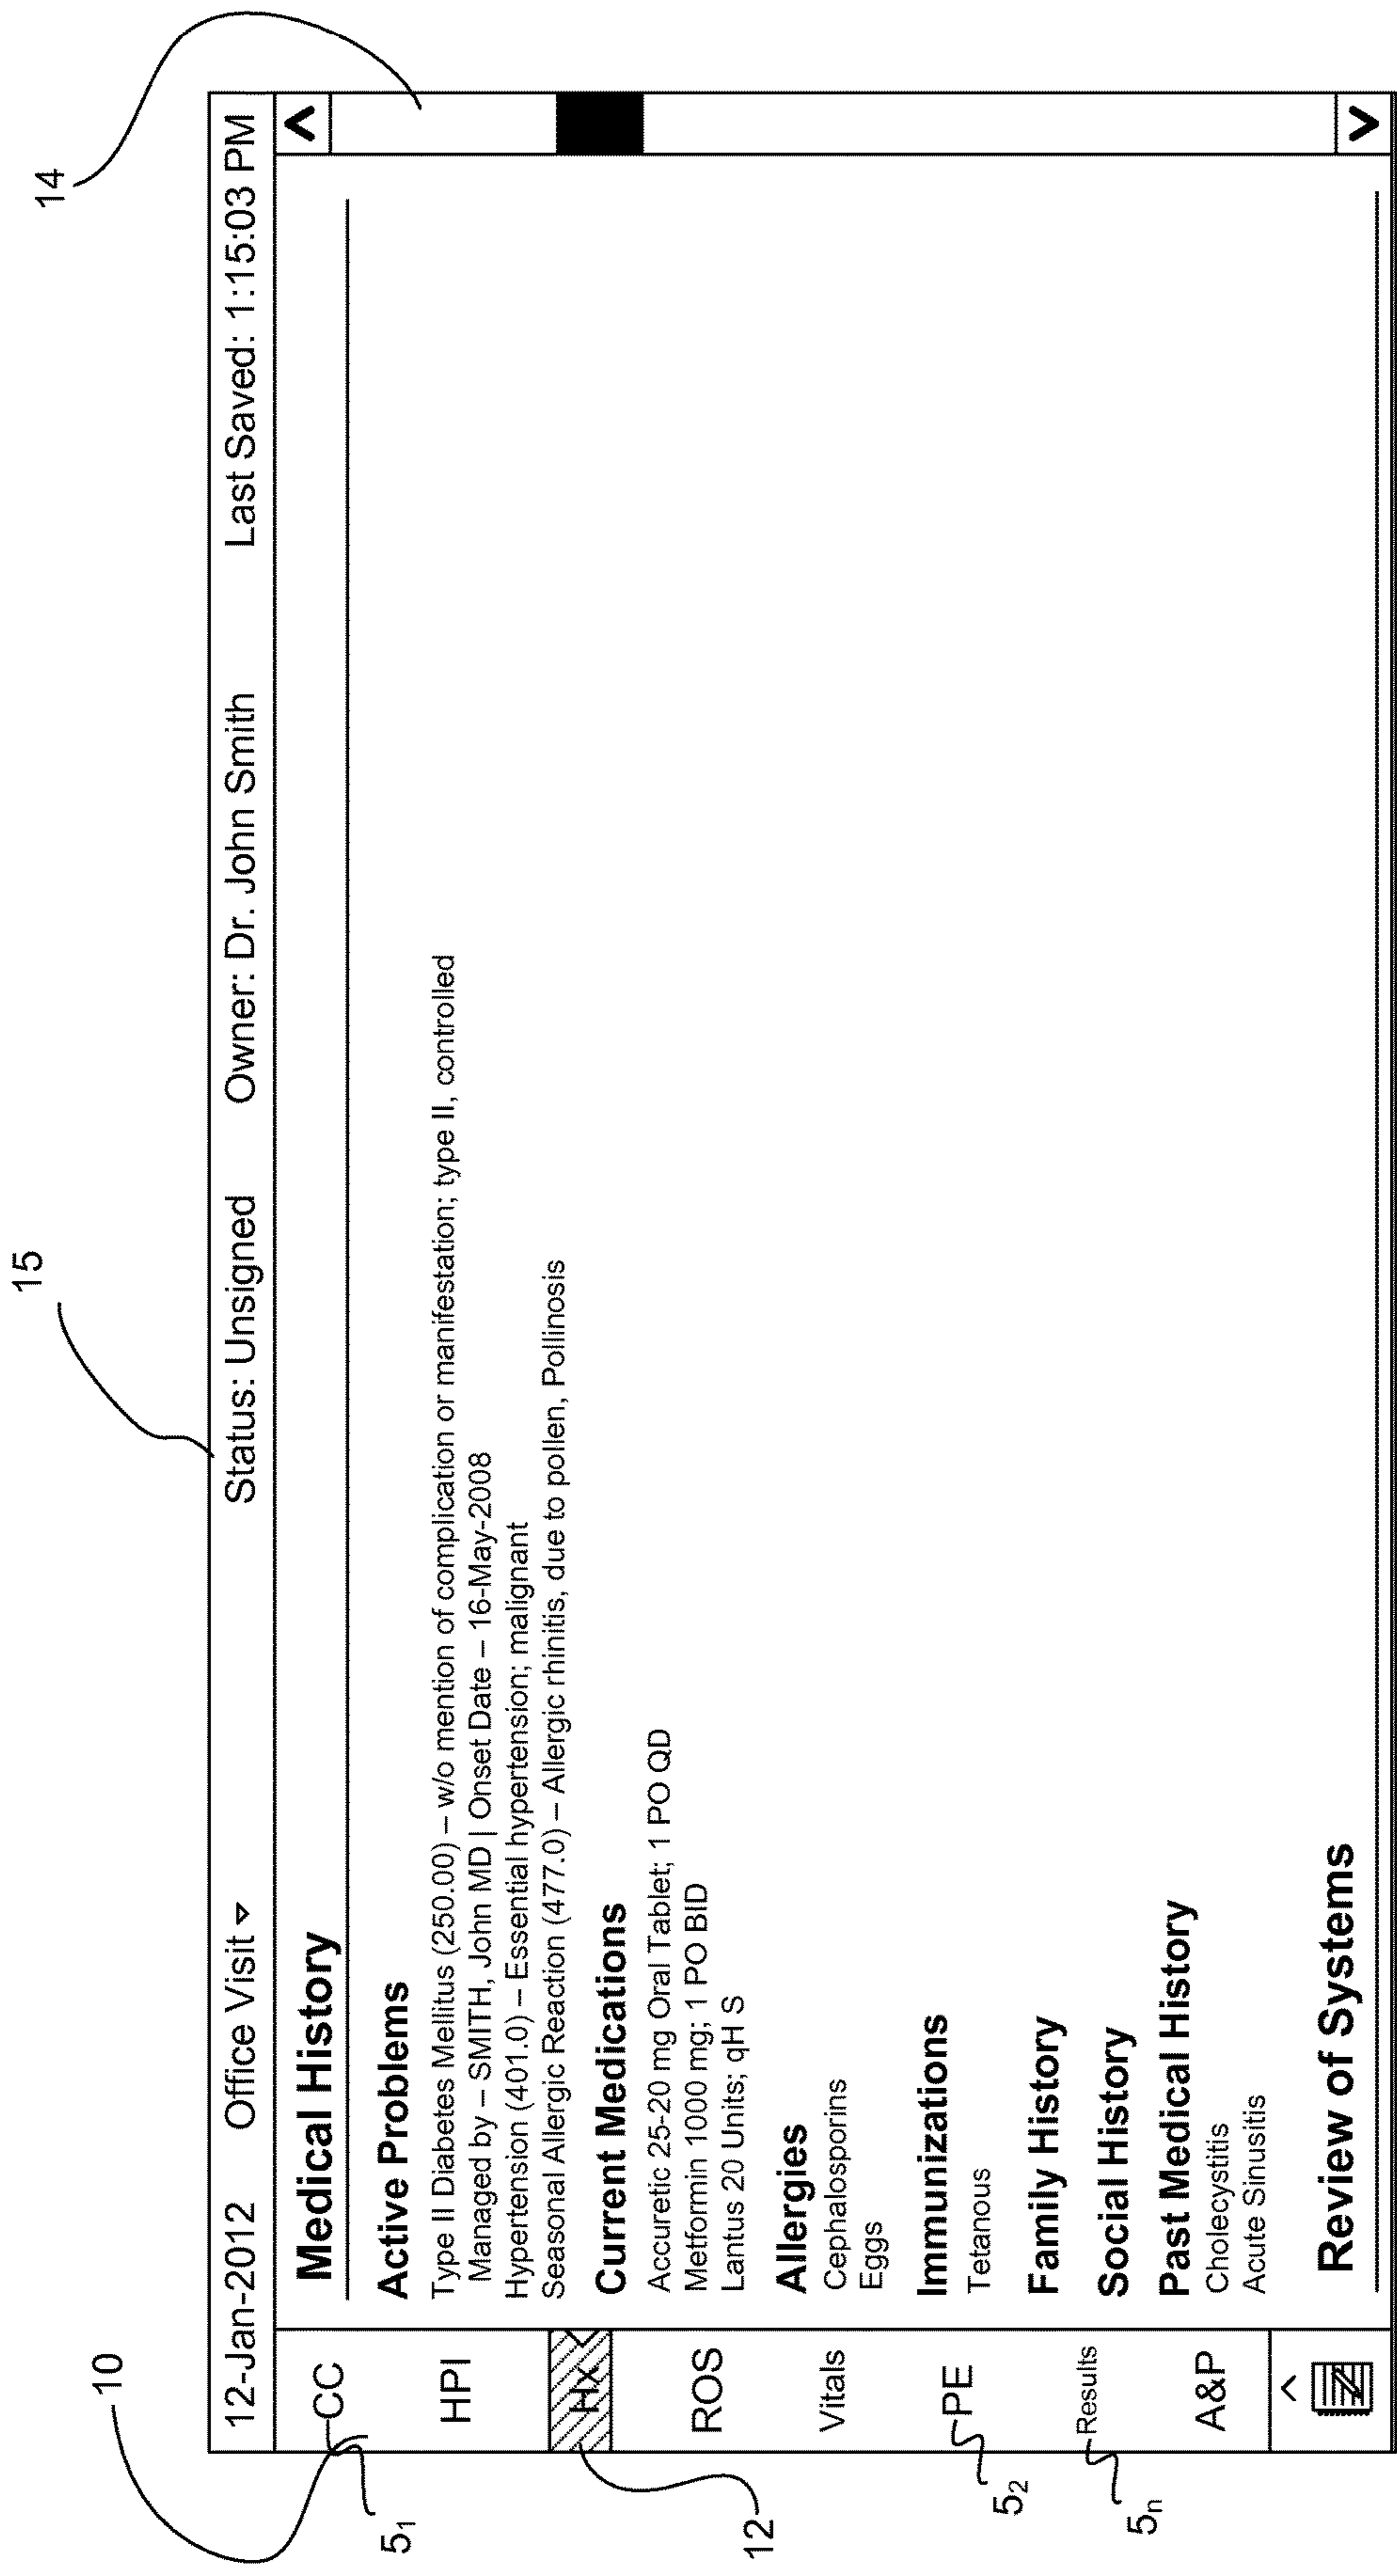 14
15
10
12-Jan-2012 Office Visit Status: Unsigned Owner: Dr. John Smith Last Saved: 1:15:03 PM
CC
HPI
Hx
ROS
Vitals
PE
Results
A&P
5₁
12
5₂
5ₙ
Medical History
Active Problems
Type II Diabetes Mellitus (250.00) – w/o mention of complication or manifestation; type II, controlled
Managed by – SMITH, John MD | Onset Date – 16-May-2008
Hypertension (401.0) – Essential hypertension; malignant
Seasonal Allergic Reaction (477.0) – Allergic rhinitis, due to pollen, Pollinosis
Current Medications
Accuretic 25-20 mg Oral Tablet; 1 PO QD
Metformin 1000 mg; 1 PO BID
Lantus 20 Units; qH S
Allergies
Cephalosporins
Eggs
Immunizations
Tetanous
Family History
Social History
Past Medical History
Cholecystitis
Acute Sinusitis
Review of Systems